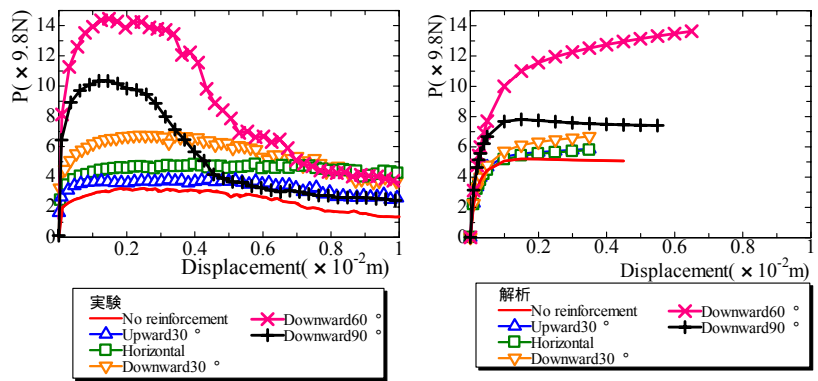 P( × 9.8N)
14
12
10
8
6
4
2
0
0.2 0.4 0.6 0.8 1
Displacement( × 10-2m)
実験
No reinforcement
Upward30 °
Horizontal
Downward30 °
Downward60 °
Downward90 °
P( × 9.8N)
14
12
10
8
6
4
2
0
0.2 0.4 0.6 0.8 1
Displacement( × 10-2m)
解析
No reinforcement
Upward30 °
Horizontal
Downward30 °
Downward60 °
Downward90 °